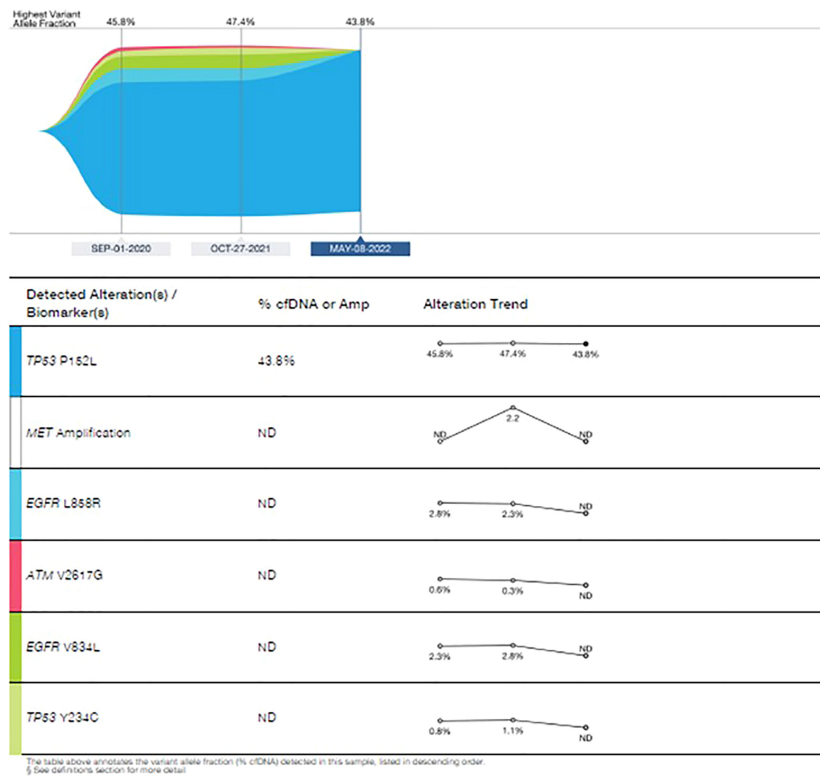 Highest Variant
Allele Fraction
45.8%
47.4%
43.8%
SEP-01-2020
OCT-27-2021
MAY-08-2022
Detected Alteration(s) /
Biomarker(s)
% cfDNA or Amp
Alteration Trend
TP53 P152L
43.8%
45.8%
47.4%
43.8%
MET Amplification
ND
ND
2.2
ND
EGFR L858R
ND
2.8%
2.3%
ND
ATM V2617G
ND
0.6%
0.3%
ND
EGFR V834L
ND
2.3%
2.8%
ND
TP53 Y234C
ND
0.8%
1.1%
ND
The table above annotates the variant allele fraction (% cfDNA) detected in this sample, listed in descending order.
§ See definitions section for more detail